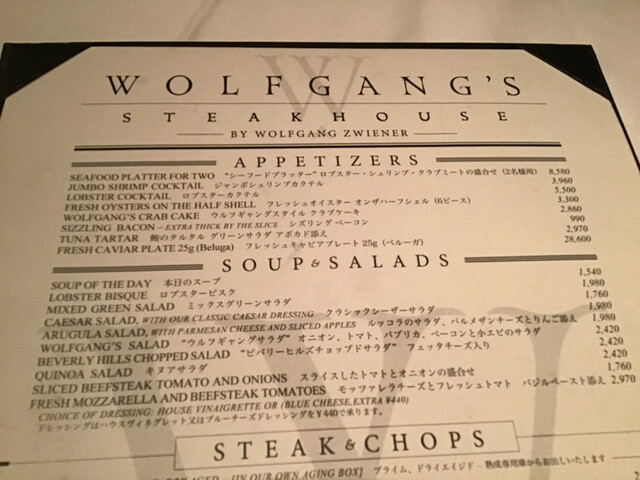 WOLFGANG'S
STEAKHOUSE
BY WOLFGANG ZWIENER
APPETIZERS
SEAFOOD PLATTER FOR TWO "シーフードプラッター" ロブスター・シュリンプ・クラブミートの盛合せ (2名様用) 8,580
JUMBO SHRIMP COCKTAIL ジャンボシュリンプカクテル 3,960
LOBSTER COCKTAIL ロブスターカクテル 5,500
FRESH OYSTERS ON THE HALF SHELL フレッシュオイスター オンザハーフシェル (6ピース) 3,300
WOLFGANG'S CRAB CAKE ウルフギャングスタイル クラブケーキ 2,860
SIZZLING BACON ~ EXTRA THICK BY THE SLICE シズリング ベーコン 990
TUNA TARTAR 鮪のタルタル グリーンサラダ アボカド添え 2,970
FRESH CAVIAR PLATE 25g (Beluga) フレッシュキャビアプレート 25g (ベルーガ) 28,600
SOUP & SALADS
SOUP OF THE DAY 本日のスープ 1,540
LOBSTER BISQUE ロブスタービスク 1,980
MIXED GREEN SALAD ミックスグリーンサラダ 1,760
CAESAR SALAD, WITH OUR CLASSIC CAESAR DRESSING クラシックシーザーサラダ 1,980
ARUGULA SALAD, WITH PARMESAN CHEESE AND SLICED APPLES ルッコラのサラダ、パルメザンチーズとりんご添え 1,980
WOLFGANG'S SALAD "ウルフギャングサラダ" オニオン、トマト、パプリカ、ベーコンと小エビのサラダ 2,420
BEVERLY HILLS CHOPPED SALAD "ビバリーヒルズチョップドサラダ" フェッタチーズ入り 2,420
QUINOA SALAD キヌアサラダ 2,420
SLICED BEEFSTEAK TOMATO AND ONIONS スライスしたトマトとオニオンの盛合せ 1,760
FRESH MOZZARELLA AND BEEFSTEAK TOMATOES モッツァレラチーズとフレッシュトマト バジルペースト添え 2,970
CHOICE OF DRESSING: HOUSE VINAIGRETTE OR (BLUE CHEESE, EXTRA ¥440)
ドレッシングはハウスヴィネグレット又はブルーチーズドレッシングを¥440で承ります。
STEAK & CHOPS
[IN OUR OWN AGING BOX] プライム、ドライエイジド – 熟成専用庫からお出しいたします